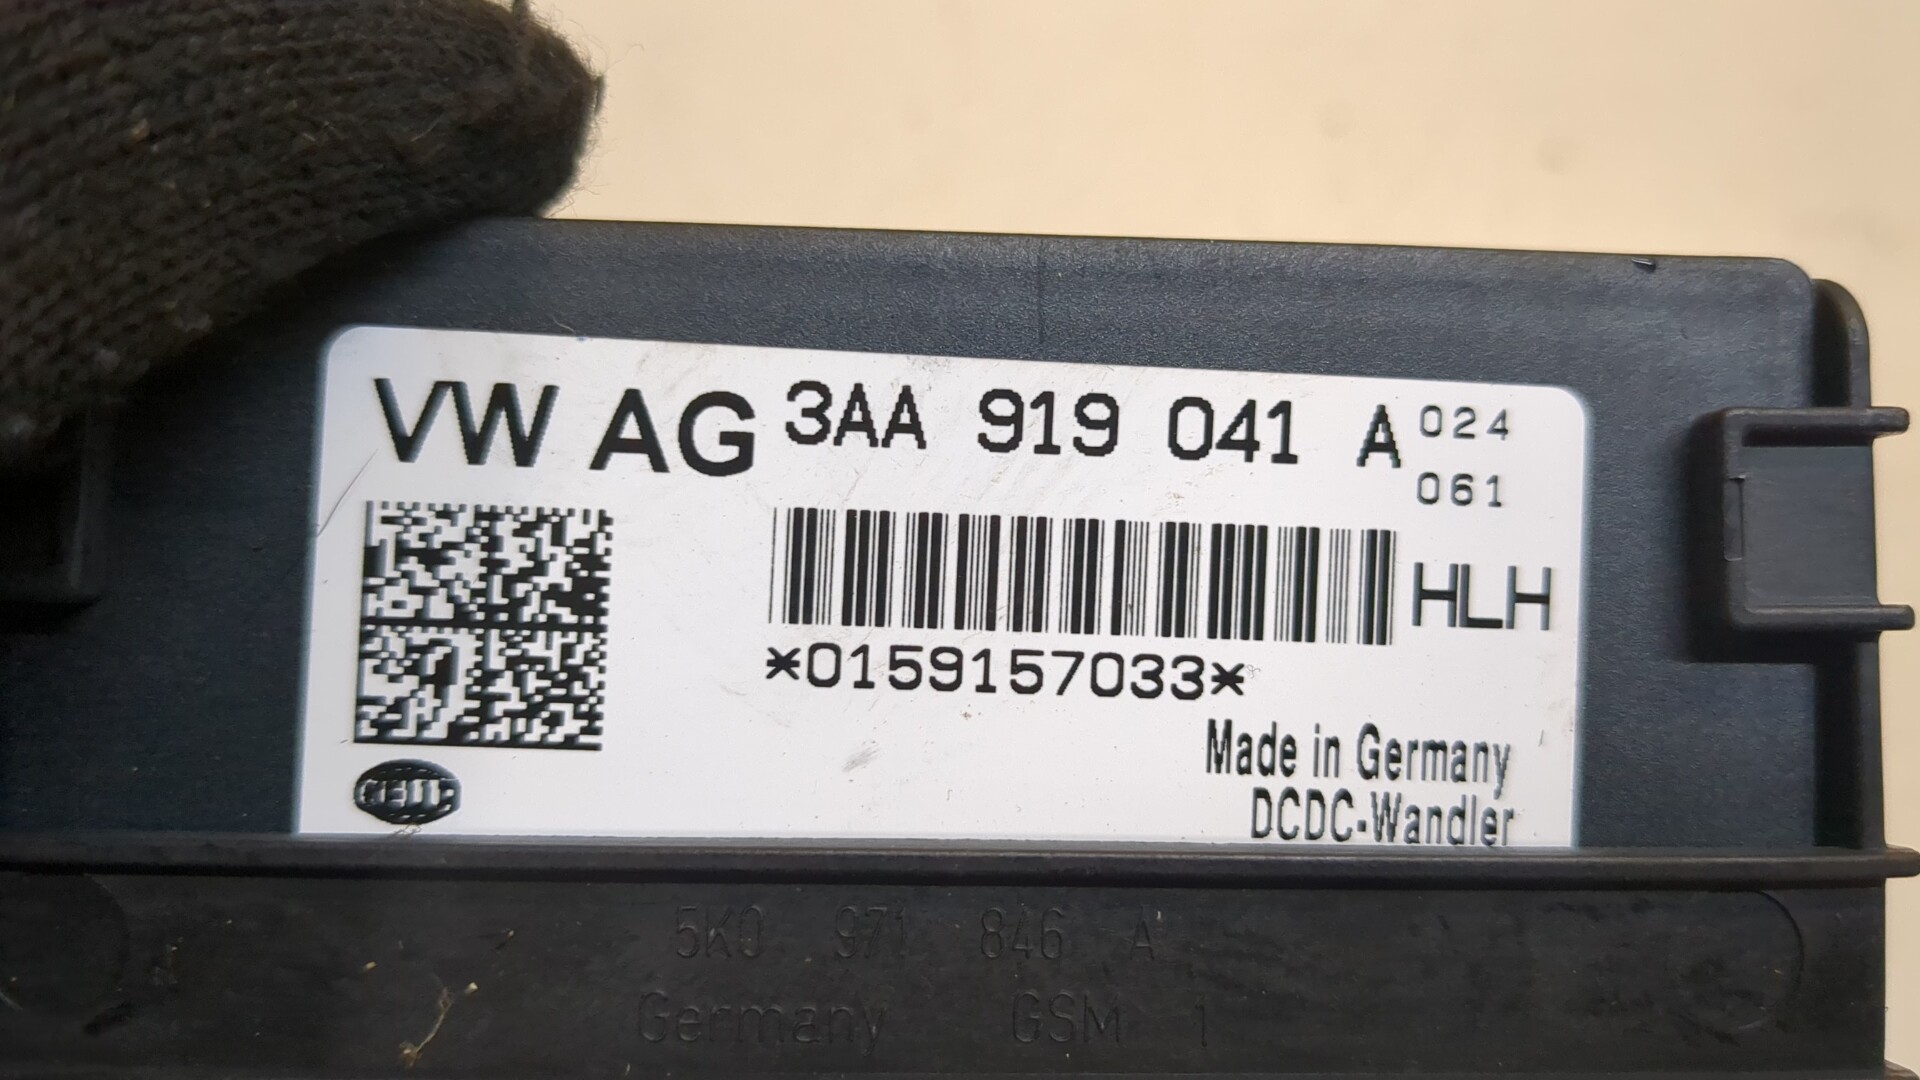 VW AG 3AA 919 041 A 024
061
HLH
*0159157033*
Made in Germany
DCDC-Wandler
HELLA
5K0 971 846 A
Germany GSM 1